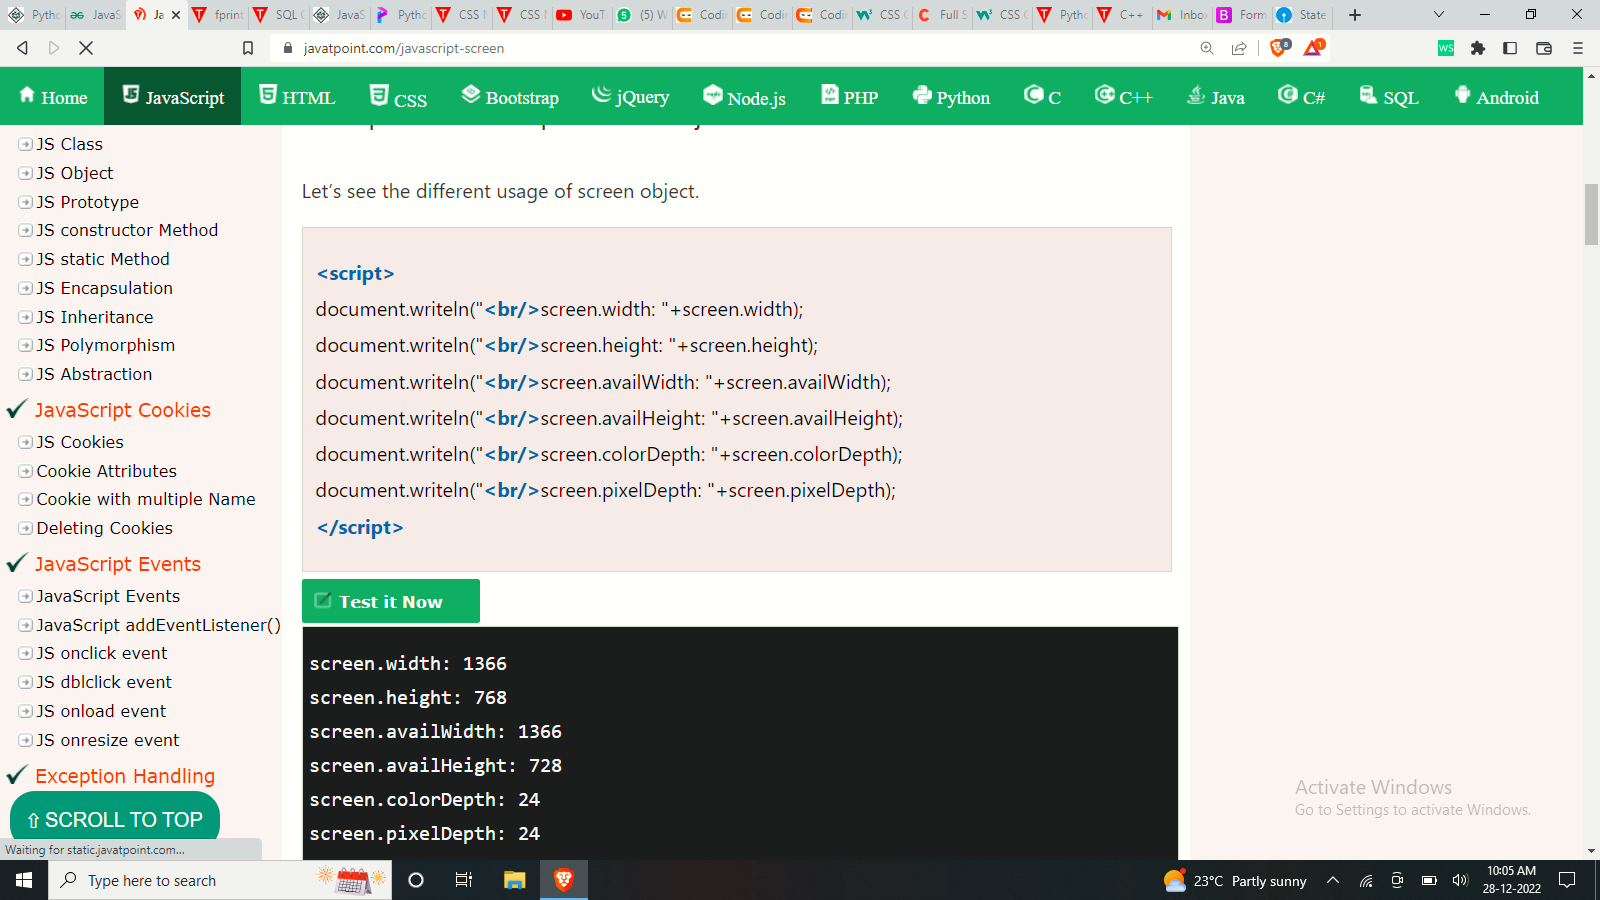 Pytho
JavaS
Ja
fprint
SQL C
JavaS
Pytho
CSS M
CSS M
YouT
(5) W
Codin
Codin
Codin
CSS C
Full S
CSS C
Pytho
C++
Inbox
Form
State
javatpoint.com/javascript-screen
8
1
WS
Home
JavaScript
HTML
CSS
Bootstrap
jQuery
Node.js
PHP
Python
C
C++
Java
C#
SQL
Android
JS Class
JS Object
JS Prototype
JS constructor Method
JS static Method
JS Encapsulation
JS Inheritance
JS Polymorphism
JS Abstraction
JavaScript Cookies
JS Cookies
Cookie Attributes
Cookie with multiple Name
Deleting Cookies
JavaScript Events
JavaScript Events
JavaScript addEventListener()
JS onclick event
JS dblclick event
JS onload event
JS onresize event
Exception Handling
⇧ SCROLL TO TOP
Waiting for static.javatpoint.com...
Let's see the different usage of screen object.
<script>
document.writeln("<br/>screen.width: "+screen.width);
document.writeln("<br/>screen.height: "+screen.height);
document.writeln("<br/>screen.availWidth: "+screen.availWidth);
document.writeln("<br/>screen.availHeight: "+screen.availHeight);
document.writeln("<br/>screen.colorDepth: "+screen.colorDepth);
document.writeln("<br/>screen.pixelDepth: "+screen.pixelDepth);
</script>
Test it Now
screen.width: 1366
screen.height: 768
screen.availWidth: 1366
screen.availHeight: 728
screen.colorDepth: 24
screen.pixelDepth: 24
Activate Windows
Go to Settings to activate Windows.
Type here to search
23°C Partly sunny
10:05 AM
28-12-2022